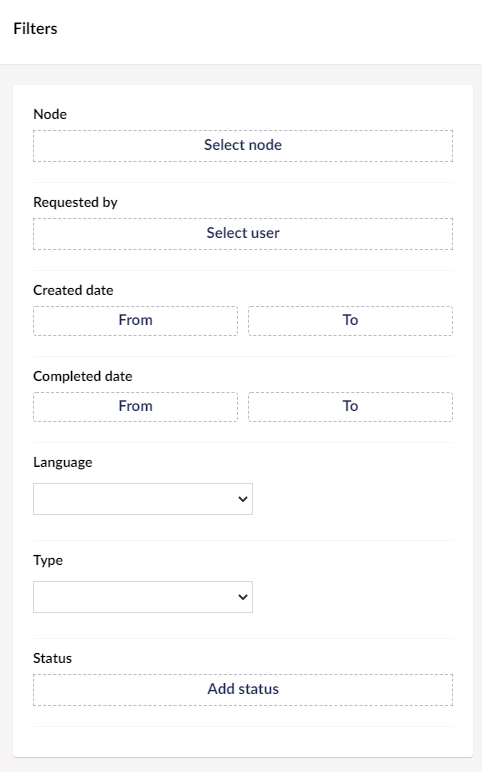 Filters
Node
Select node
Requested by
Select user
Created date
From
To
Completed date
From
To
Language
Type
Status
Add status